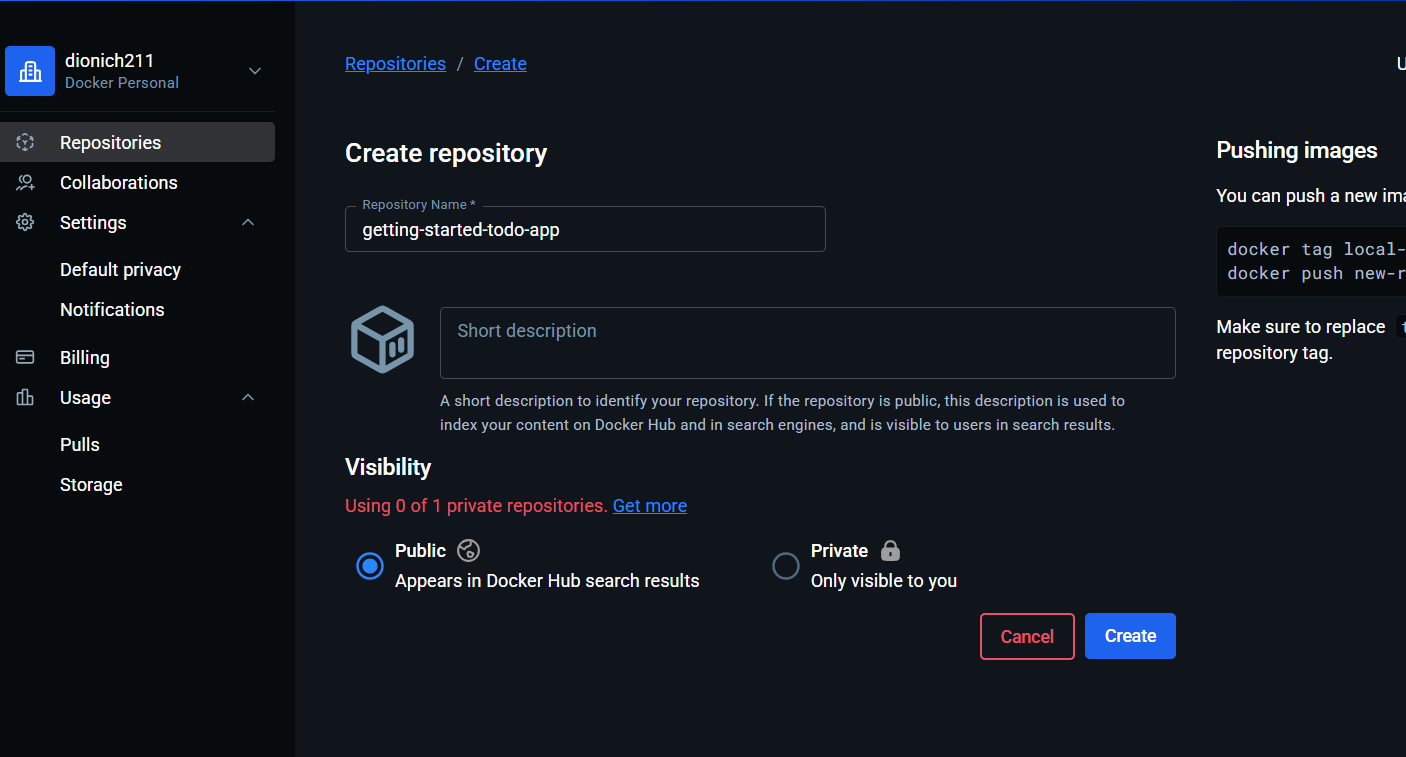 dionich211
Docker Personal
Repositories
Collaborations
Settings
Default privacy
Notifications
Billing
Usage
Pulls
Storage
Repositories / Create
Create repository
Repository Name *
getting-started-todo-app
Short description
A short description to identify your repository. If the repository is public, this description is used to
index your content on Docker Hub and in search engines, and is visible to users in search results.
Visibility
Using 0 of 1 private repositories. Get more
Public
Appears in Docker Hub search results
Private
Only visible to you
Cancel
Create
Pushing images
You can push a new
docker tag local-
docker push new-r
Make sure to replace
repository tag.